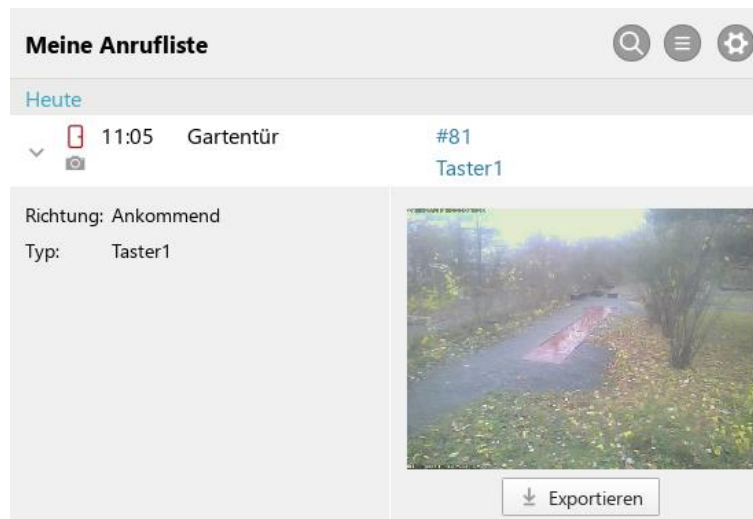 Meine Anrufliste
Heute
11:05 Gartentür #81
Taster1
Richtung: Ankommend
Typ: Taster1
Exportieren